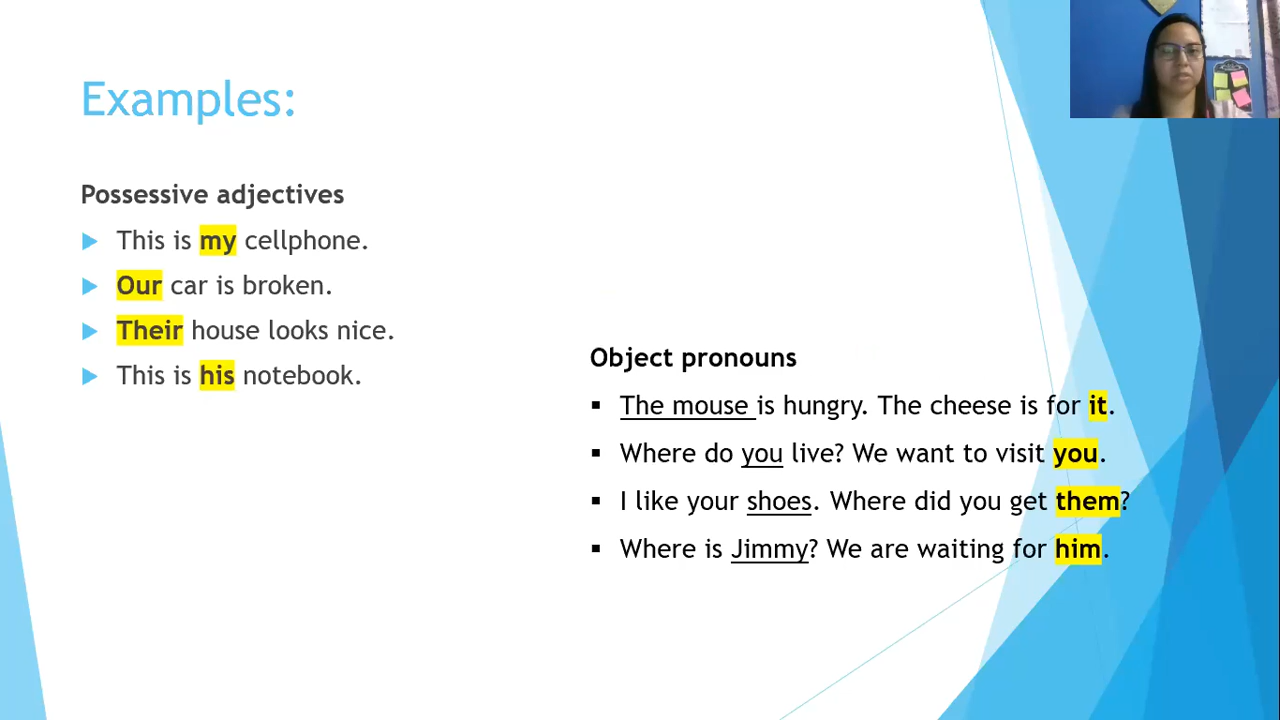 Examples:
Possessive adjectives
This is my cellphone.
Our car is broken.
Their house looks nice.
This is his notebook.
Object pronouns
The mouse is hungry. The cheese is for it.
Where do you live? We want to visit you.
I like your shoes. Where did you get them?
Where is Jimmy? We are waiting for him.